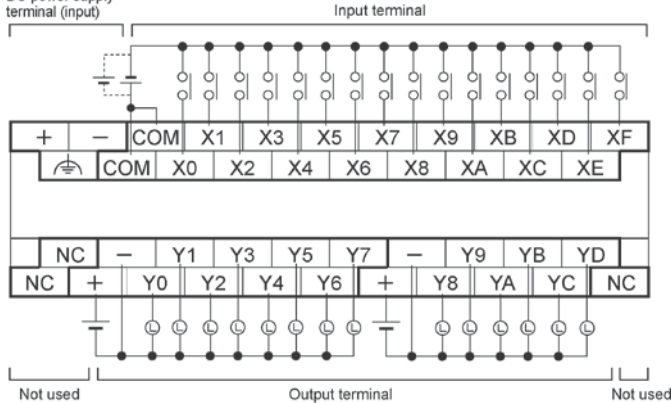 DC power supply
terminal (input)
Input terminal
+ − COM X1 X3 X5 X7 X9 XB XD XF
COM X0 X2 X4 X6 X8 XA XC XE
NC − Y1 Y3 Y5 Y7 − Y9 YB YD
NC + Y0 Y2 Y4 Y6 + Y8 YA YC NC
L L L L L L L L L L L L L L
Not used
Output terminal
Not used